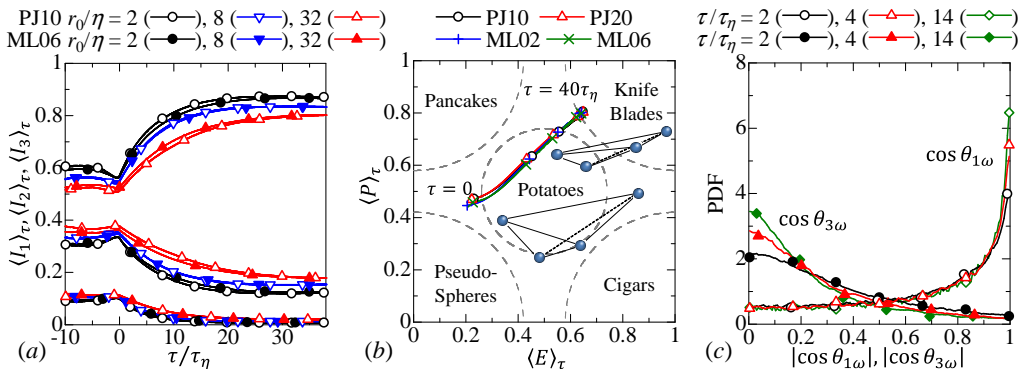 PJ10 r₀/η = 2 ( ), 8 ( ), 32 ( )
ML06 r₀/η = 2 ( ), 8 ( ), 32 ( )
⟨I₁⟩τ, ⟨I₂⟩τ, ⟨I₃⟩τ
1
0.8
0.6
0.4
0.2
0
-10 0 10 20 30
τ/τη
(a)
PJ10 PJ20
ML02 ML06
⟨P⟩τ
1
0.8
0.6
0.4
0.2
0
Pancakes
τ = 40τη
Knife
Blades
τ = 0
Potatoes
Pseudo-
Spheres
Cigars
0 0.2 0.4 0.6 0.8 1
⟨E⟩τ
(b)
τ/τη = 2 ( ), 4 ( ), 14 ( )
τ/τη = 2 ( ), 4 ( ), 14 ( )
PDF
8
6
4
2
0
cos θ₁ω
cos θ₃ω
0 0.2 0.4 0.6 0.8 1
|cos θ₁ω|, |cos θ₃ω|
(c)